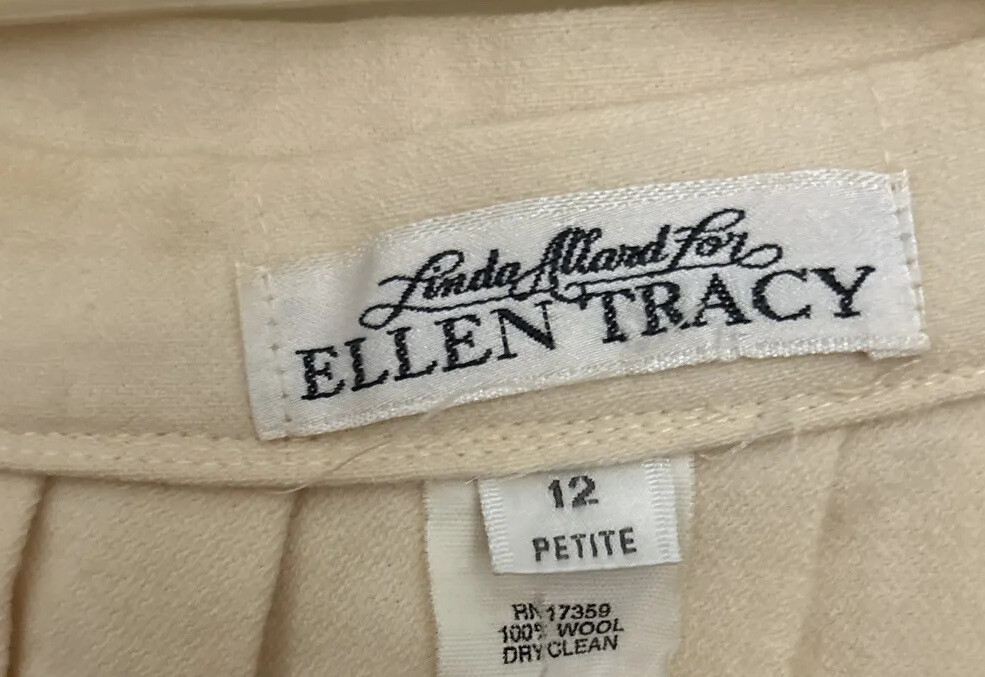 Linda Allard For
ELLEN TRACY
12
PETITE
RN 17359
100% WOOL
DRY CLEAN